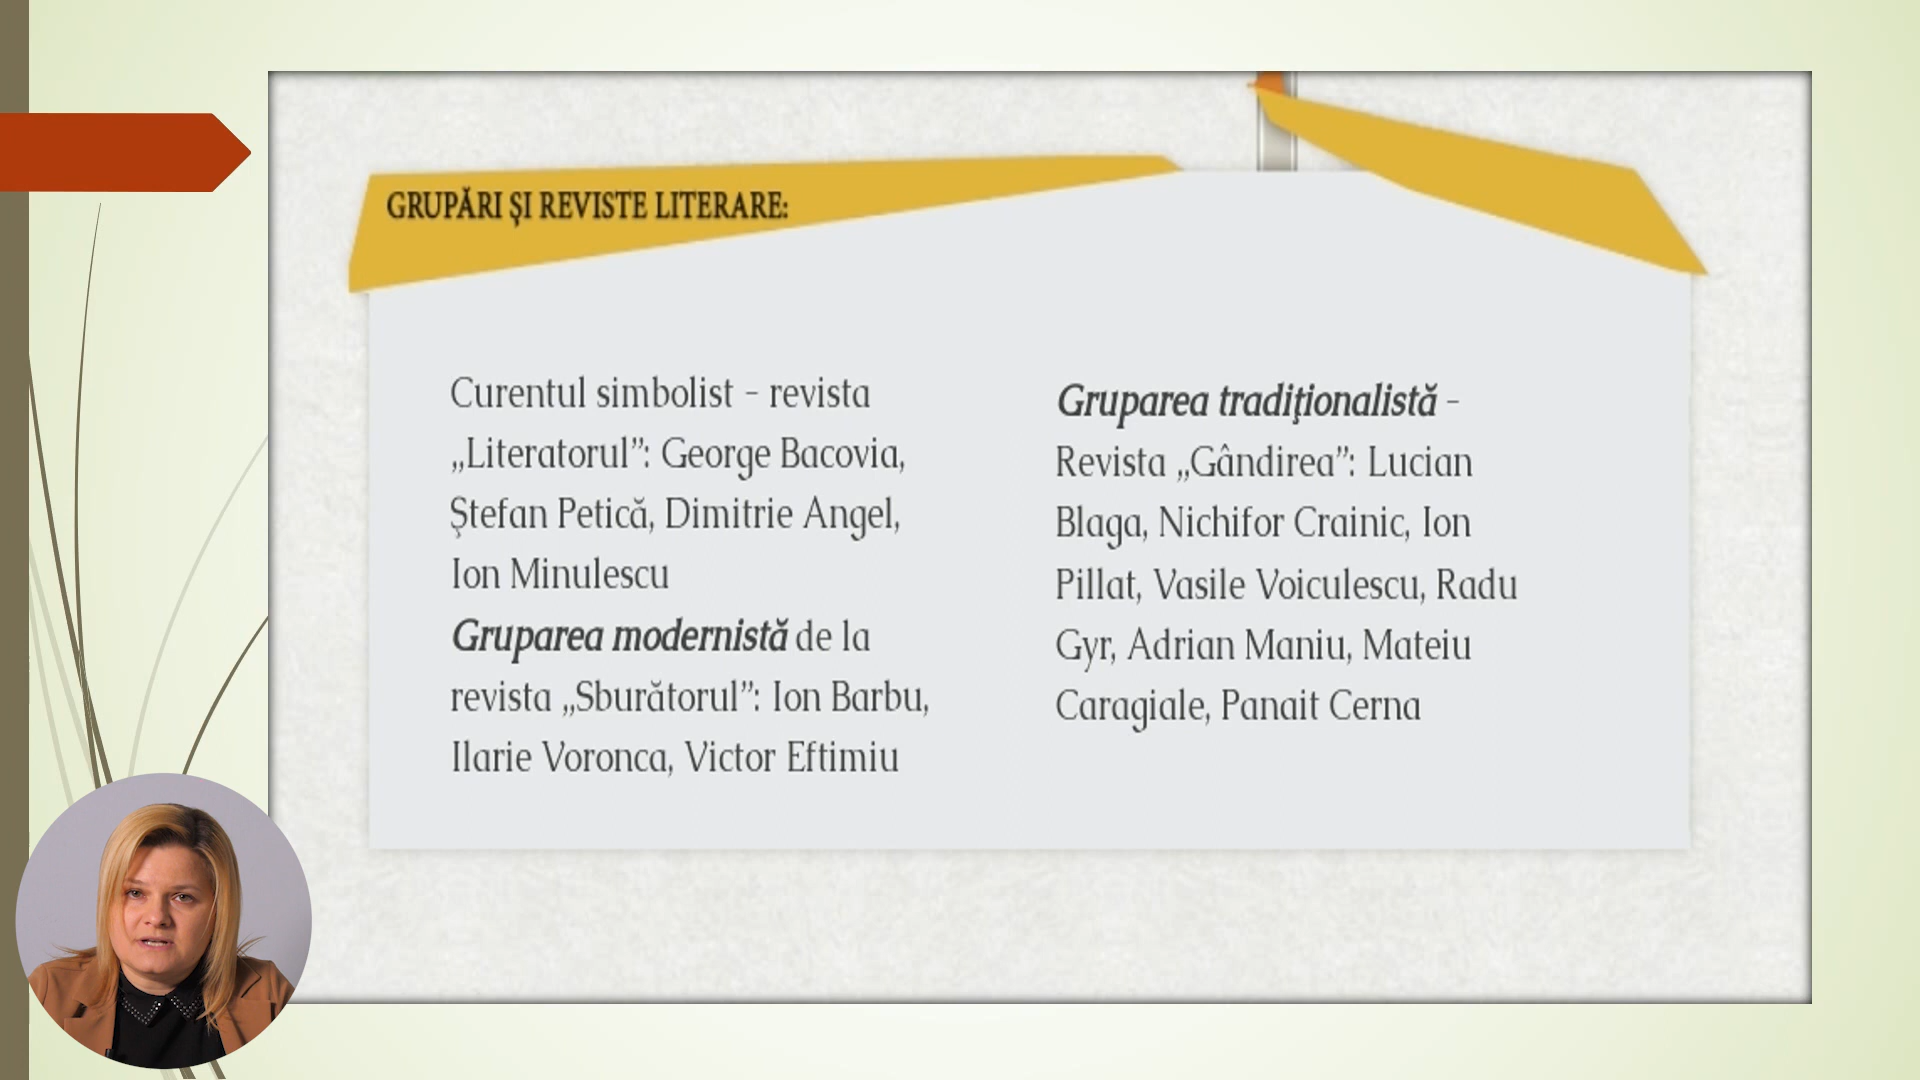 GRUPĂRI ŞI REVISTE LITERARE:
Curentul simbolist - revista
„Literatorul”: George Bacovia,
Ştefan Petică, Dimitrie Angel,
Ion Minulescu
Gruparea modernistă de la
revista „Sburătorul”: Ion Barbu,
Ilarie Voronca, Victor Eftimiu
Gruparea tradiţionalistă -
Revista „Gândirea”: Lucian
Blaga, Nichifor Crainic, Ion
Pillat, Vasile Voiculescu, Radu
Gyr, Adrian Maniu, Mateiu
Caragiale, Panait Cerna